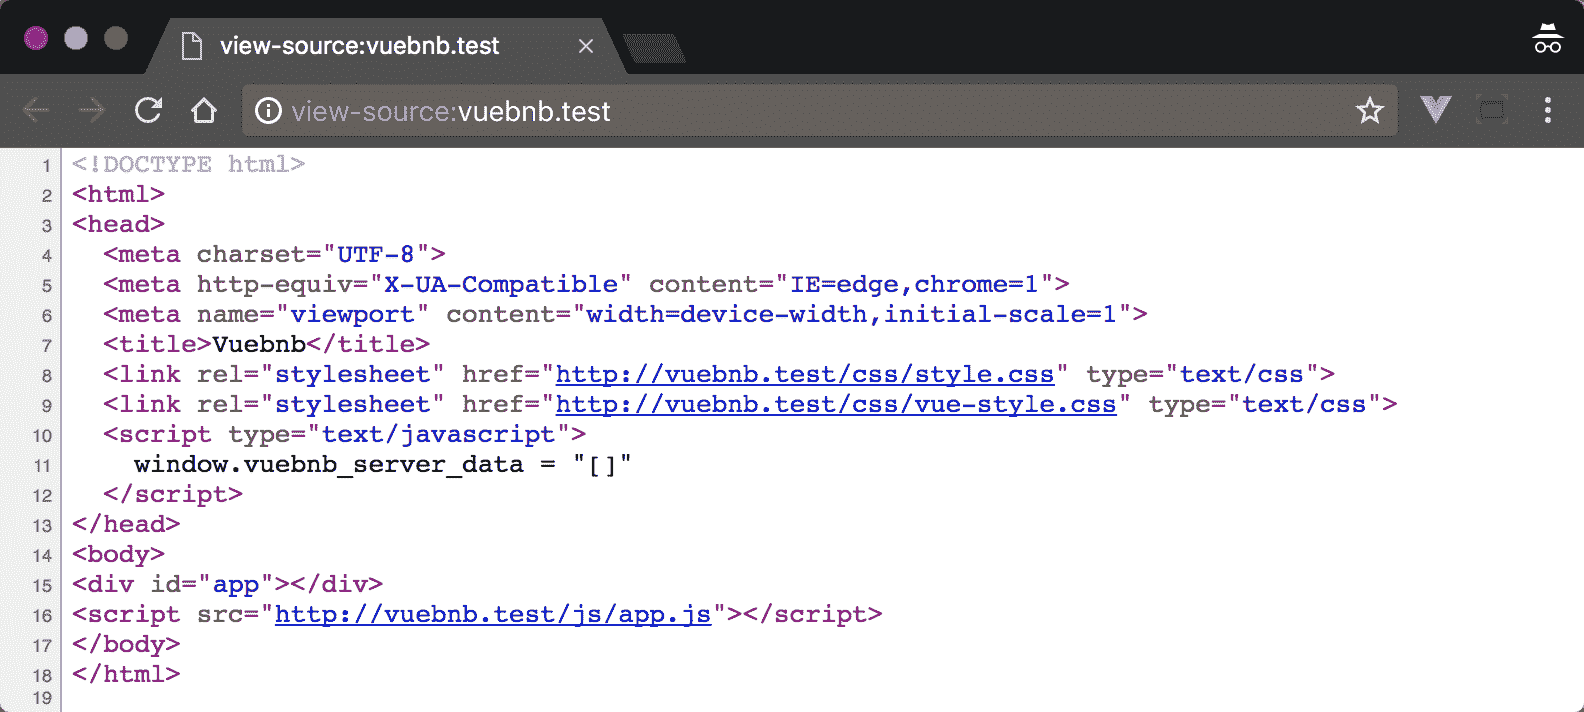 view-source:vuebnb.test
view-source:vuebnb.test
1 <!DOCTYPE html>
2 <html>
3 <head>
4   <meta charset="UTF-8">
5   <meta http-equiv="X-UA-Compatible" content="IE=edge,chrome=1">
6   <meta name="viewport" content="width=device-width,initial-scale=1">
7   <title>Vuebnb</title>
8   <link rel="stylesheet" href="http://vuebnb.test/css/style.css" type="text/css">
9   <link rel="stylesheet" href="http://vuebnb.test/css/vue-style.css" type="text/css">
10   <script type="text/javascript">
11     window.vuebnb_server_data = "[]"
12   </script>
13 </head>
14 <body>
15 <div id="app"></div>
16 <script src="http://vuebnb.test/js/app.js"></script>
17 </body>
18 </html>
19